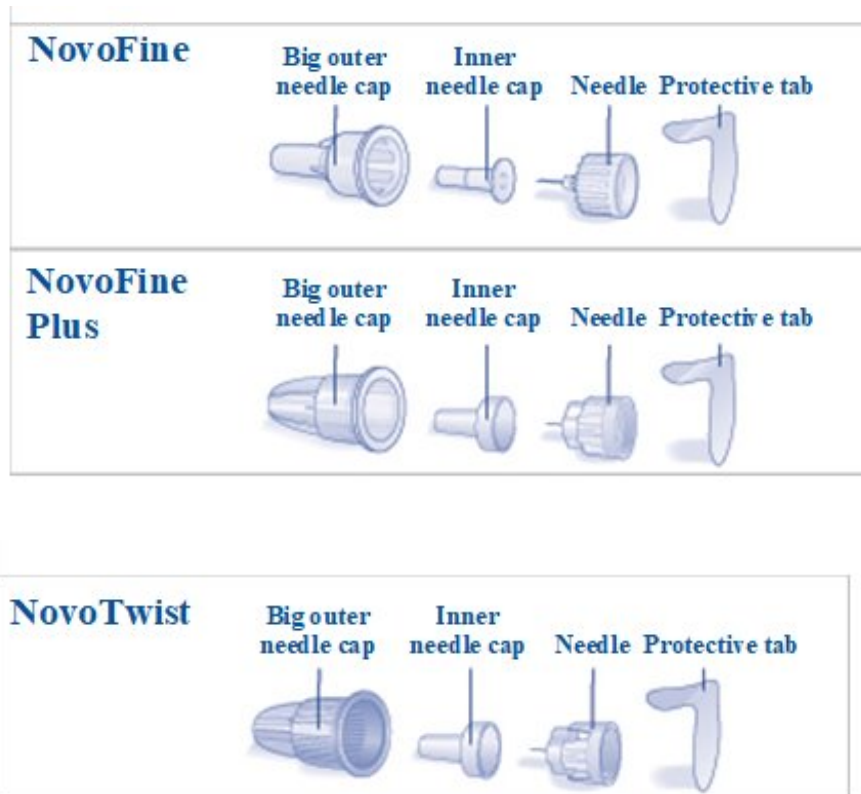 NovoFine
Big outer needle cap
Inner needle cap
Needle
Protective tab
NovoFine Plus
Big outer needle cap
Inner needle cap
Needle
Protective tab
NovoTwist
Big outer needle cap
Inner needle cap
Needle
Protective tab